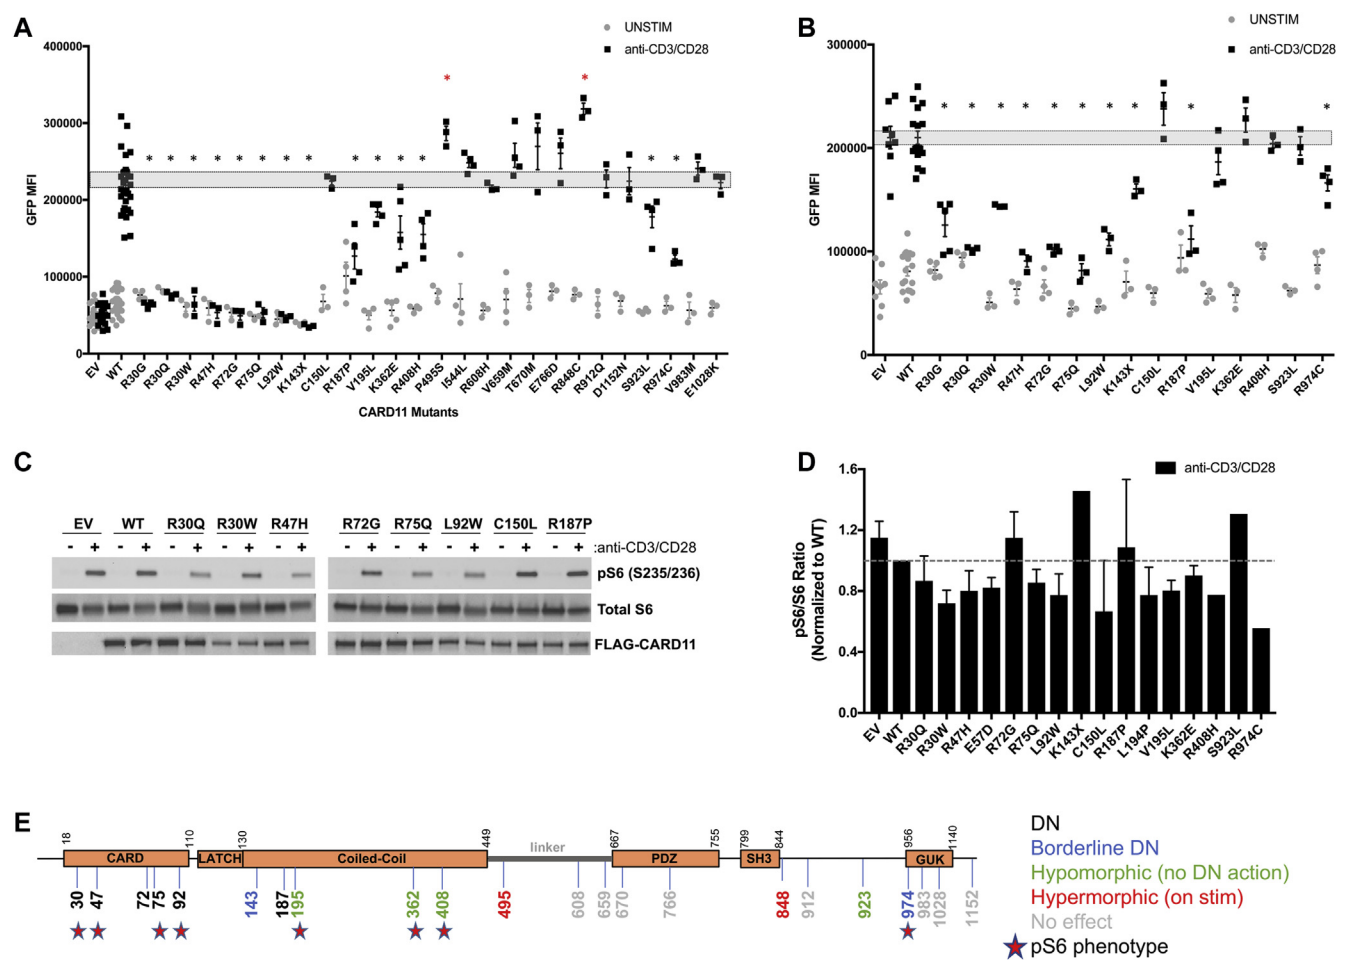 A
UNSTIM
anti-CD3/CD28
GFP MFI
400000
300000
200000
100000
0
* * * * * * * * * * * * * * * *
EV WT R30G R30Q R30W R47H R72G R75Q L92W K143X C150L R187P V195L K362E R408H P495S I544L R608H V659M T670M E766D R848C R912Q D1152N S923L R974C V983M E1028K
CARD11 Mutants
B
UNSTIM
anti-CD3/CD28
GFP MFI
300000
200000
100000
0
* * * * * * * * * *
EV WT R30G R30Q R30W R47H R72G R75Q L92W K143X C150L R187P V195L K362E R408H S923L R974C
C
EV WT R30Q R30W R47H R72G R75Q L92W C150L R187P
- + - + - + - + - + - + - + - + - + - + :anti-CD3/CD28
pS6 (S235/236)
Total S6
FLAG-CARD11
D
anti-CD3/CD28
pS6/S6 Ratio
(Normalized to WT)
1.6
1.2
0.8
0.4
0.0
EV WT R30Q R30W R47H E57D R72G R75Q L92W K143X C150L R187P L194P V195L K362E R408H S923L R974C
E
18 110 130 449 667 755 799 844 956 1140
linker
CARD LATCH Coiled-Coil PDZ SH3 GUK
30 47 72 75 92 143 187 195 362 408 495 608 659 670 766 848 912 923 974 983 1028 1152
DN
Borderline DN
Hypomorphic (no DN action)
Hypermorphic (on stim)
No effect
pS6 phenotype